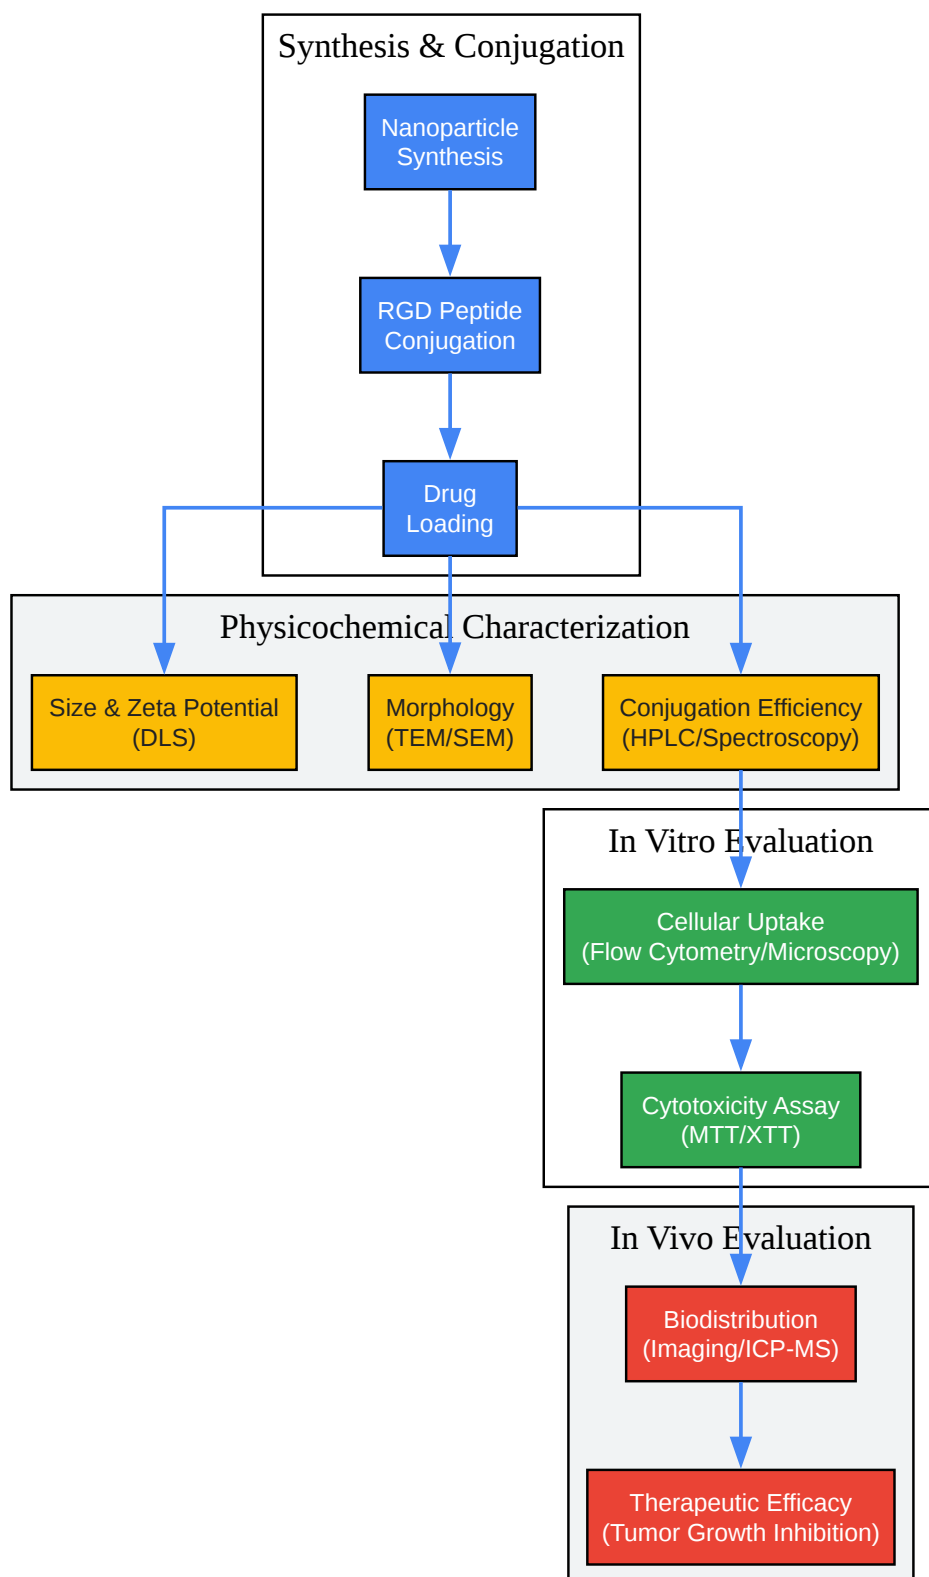 Synthesis & Conjugation
Nanoparticle
Synthesis
RGD Peptide
Conjugation
Drug
Loading
Physicochemical Characterization
Size & Zeta Potential
(DLS)
Morphology
(TEM/SEM)
Conjugation Efficiency
(HPLC/Spectroscopy)
In Vitro Evaluation
Cellular Uptake
(Flow Cytometry/Microscopy)
Cytotoxicity Assay
(MTT/XTT)
In Vivo Evaluation
Biodistribution
(Imaging/ICP-MS)
Therapeutic Efficacy
(Tumor Growth Inhibition)